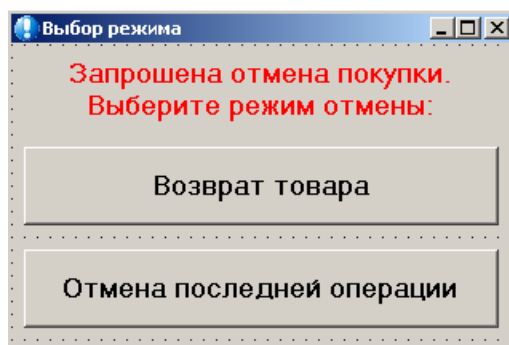 Выбор режима
Запрошена отмена покупки.
Выберите режим отмены:
Возврат товара
Отмена последней операции